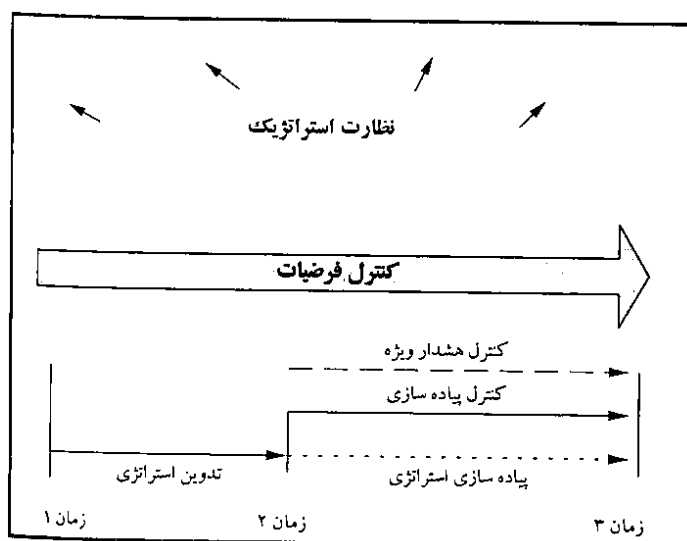 نظارت استراتژیک
کنترل فرضیات
کنترل هشدار ویژه
کنترل پیاده سازی
تدوین استراتژی
پیاده سازی استراتژی
زمان ۱
زمان ۲
زمان ۳